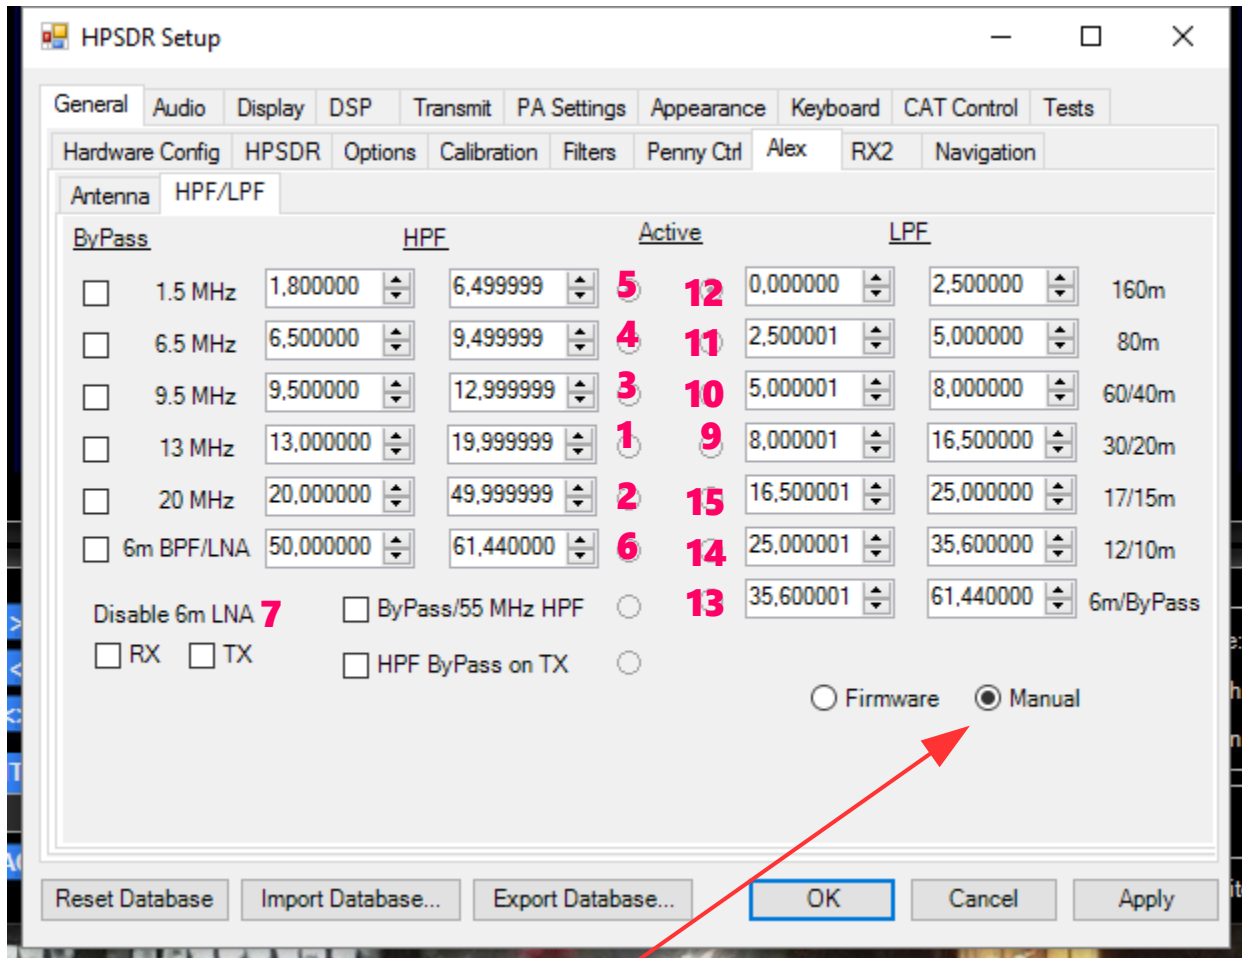 HPSDR Setup
General Audio Display DSP Transmit PA Settings Appearance Keyboard CAT Control Tests
Hardware Config HPSDR Options Calibration Filters Penny Ctrl Alex RX2 Navigation
Antenna HPF/LPF
ByPass HPF Active LPF
1.5 MHz 1,800000 6,499999 5 12 0,000000 2,500000 160m
6.5 MHz 6,500000 9,499999 4 11 2,500001 5,000000 80m
9.5 MHz 9,500000 12,999999 3 10 5,000001 8,000000 60/40m
13 MHz 13,000000 19,999999 1 9 8,000001 16,500000 30/20m
20 MHz 20,000000 49,999999 2 15 16,500001 25,000000 17/15m
6m BPF/LNA 50,000000 61,440000 6 14 25,000001 35,600000 12/10m
Disable 6m LNA 7 ByPass/55 MHz HPF 13 35,600001 61,440000 6m/ByPass
RX TX HPF ByPass on TX
Firmware Manual
Reset Database Import Database... Export Database... OK Cancel Apply